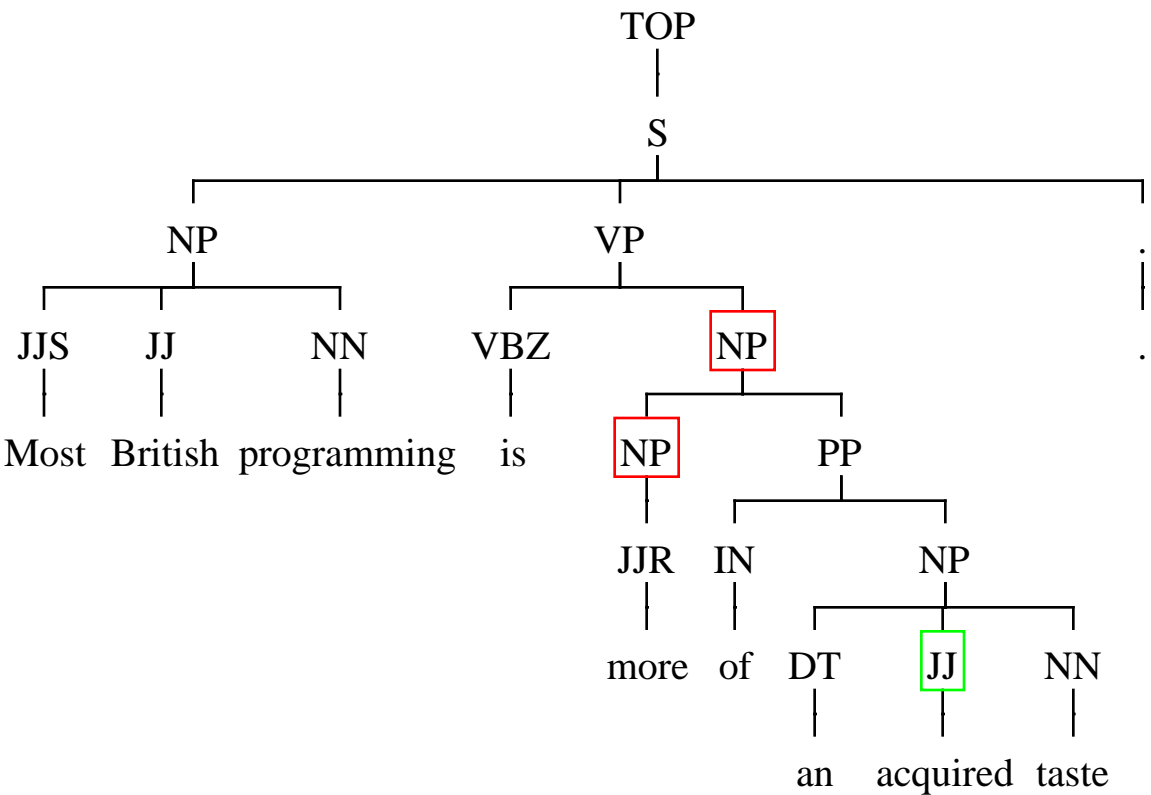 TOP
S
NP VP .
JJS JJ NN VBZ NP .
Most British programming is NP PP
JJR IN NP
more of DT JJ NN
an acquired taste